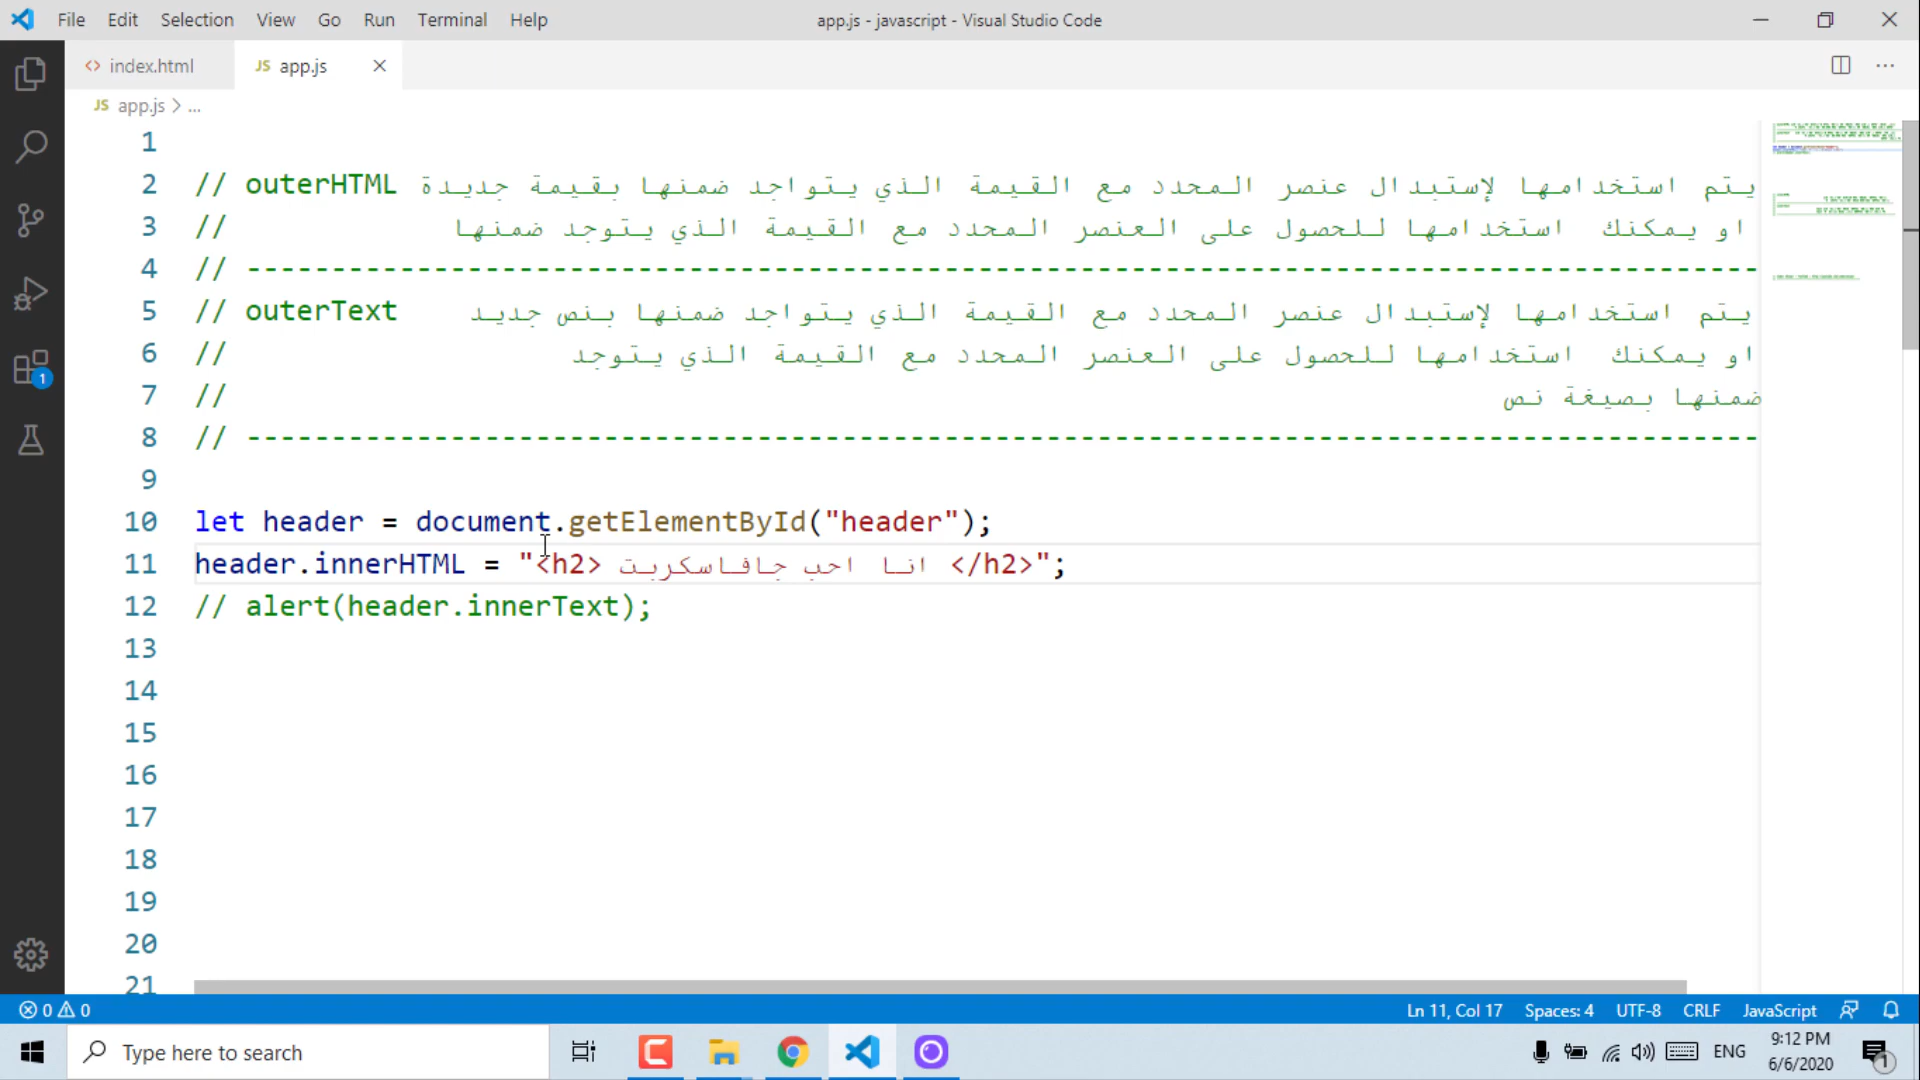 File Edit Selection View Go Run Terminal Help
app.js - javascript - Visual Studio Code
index.html
JS app.js
JS app.js > ...
1
2 // outerHTML يتم استخدامها لإستبدال عنصر المحدد مع القيمة الذي يتواجد ضمنها بقيمة جديدة
3 // او يمكنك استخدامها للحصول على العنصر المحدد مع القيمة الذي يتوجد ضمنها
4 // -----------------------------------------------------------------------------------------
5 // outerText يتم استخدامها لإستبدال عنصر المحدد مع القيمة الذي يتواجد ضمنها بنص جديد
6 // او يمكنك استخدامها للحصول على العنصر المحدد مع القيمة الذي يتوجد
7 // ضمنها بصيغة نص
8 // -----------------------------------------------------------------------------------------
9
10 let header = document.getElementById("header");
11 header.innerHTML = "<h2> انا احب جافاسكربت </h2>";
12 // alert(header.innerText);
13
14
15
16
17
18
19
20
21
1
0 0
Ln 11, Col 17 Spaces: 4 UTF-8 CRLF JavaScript
Type here to search
ENG
9:12 PM
6/6/2020
1